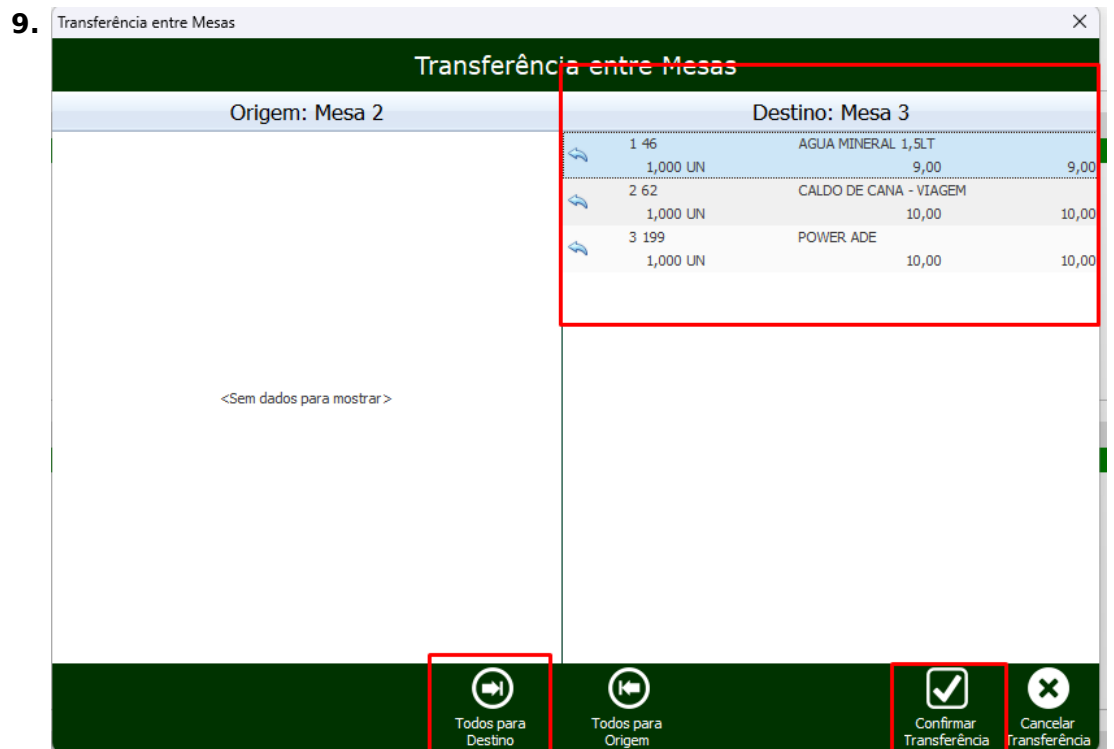 9.
Transferência entre Mesas
Transferência entre Mesas
Origem: Mesa 2
Destino: Mesa 3
1 46 AGUA MINERAL 1,5LT
1,000 UN 9,00 9,00
2 62 CALDO DE CANA - VIAGEM
1,000 UN 10,00 10,00
3 199 POWER ADE
1,000 UN 10,00 10,00
<Sem dados para mostrar>
Todos para
Destino
Todos para
Origem
Confirmar
Transferência
Cancelar
Transferência